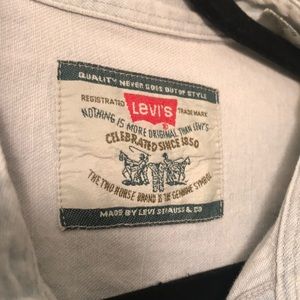 QUALITY NEVER GOES OUT OF STYLE
REGISTRATED LEVI'S TRADE MARK
NOTHING IS MORE ORIGINAL THAN LEVI'S
CELEBRATED SINCE 1850
THE TWO HORSE BRAND IS THE GENUINE SYMBOL
MADE BY LEVI STRAUSS & CO